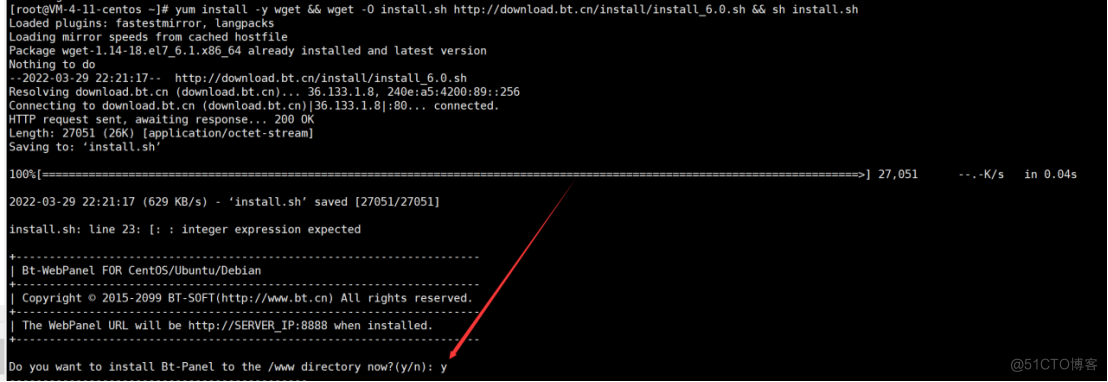 [root@VM-4-11-centos ~]# yum install -y wget && wget -O install.sh http://download.bt.cn/install/install_6.0.sh && sh install.sh
Loaded plugins: fastestmirror, langpacks
Loading mirror speeds from cached hostfile
Package wget-1.14-18.el7_6.1.x86_64 already installed and latest version
Nothing to do
--2022-03-29 22:21:17--  http://download.bt.cn/install/install_6.0.sh
Resolving download.bt.cn (download.bt.cn)... 36.133.1.8, 240e:a5:4200:89::256
Connecting to download.bt.cn (download.bt.cn)|36.133.1.8|:80... connected.
HTTP request sent, awaiting response... 200 OK
Length: 27051 (26K) [application/octet-stream]
Saving to: ‘install.sh’
100%[=====================================================================================================================>] 27,051      --.-K/s   in 0.04s
2022-03-29 22:21:17 (629 KB/s) - ‘install.sh’ saved [27051/27051]
install.sh: line 23: [: : integer expression expected
+----------------------------------------------------------------------
| Bt-WebPanel FOR CentOS/Ubuntu/Debian
+----------------------------------------------------------------------
| Copyright © 2015-2099 BT-SOFT(http://www.bt.cn) All rights reserved.
+----------------------------------------------------------------------
| The WebPanel URL will be http://SERVER_IP:8888 when installed.
+----------------------------------------------------------------------
Do you want to install Bt-Panel to the /www directory now?(y/n): y
@51CTO博客